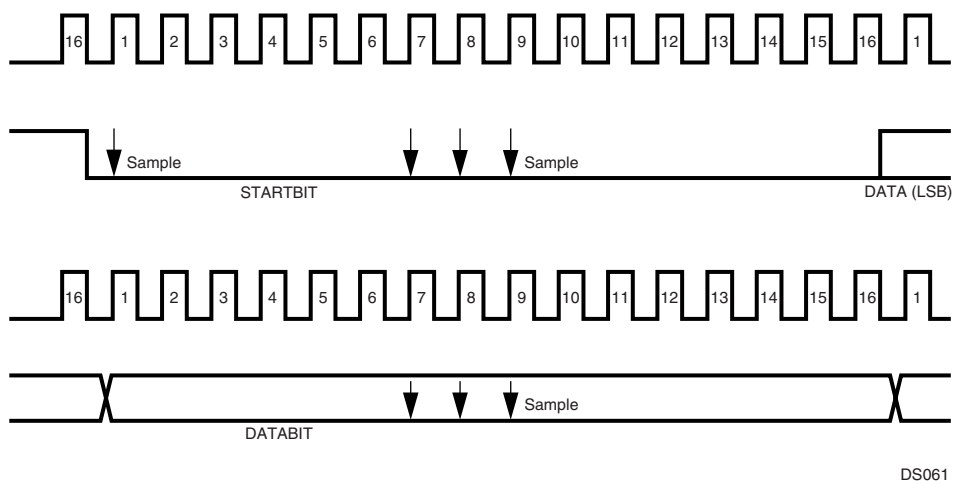 16 1 2 3 4 5 6 7 8 9 10 11 12 13 14 15 16 1
Sample Sample
STARTBIT DATA (LSB)
16 1 2 3 4 5 6 7 8 9 10 11 12 13 14 15 16 1
Sample
DATABIT
DS061